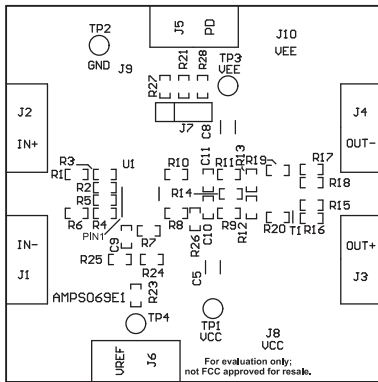 TP2
GND
J9
J5
PD
J10
VEE
R27
R21
R28
TP3
VEE
J7
C8
J2
IN+
J4
OUT-
R3
R1
R2
R5
R6
R4
PIN1
U1
R10
R14
R8
C11
R11
R13
R19
R17
R18
R15
R16
T1
R20
R12
R9
C10
R26
C9
R7
R25
R24
C5
IN-
J1
OUT+
J3
AMPS069E1
R23
TP4
TP1
VCC
J8
VCC
VREF
J6
For evaluation only;
not FCC approved for resale.